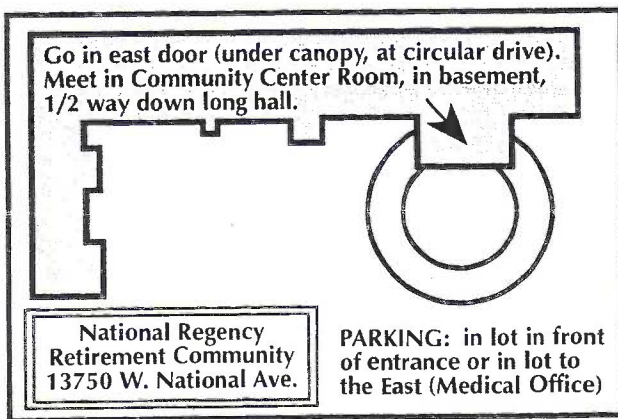 Go in east door (under canopy, at circular drive).
Meet in Community Center Room, in basement,
1/2 way down long hall.
National Regency
Retirement Community
13750 W. National Ave.
PARKING: in lot in front
of entrance or in lot to
the East (Medical Office)